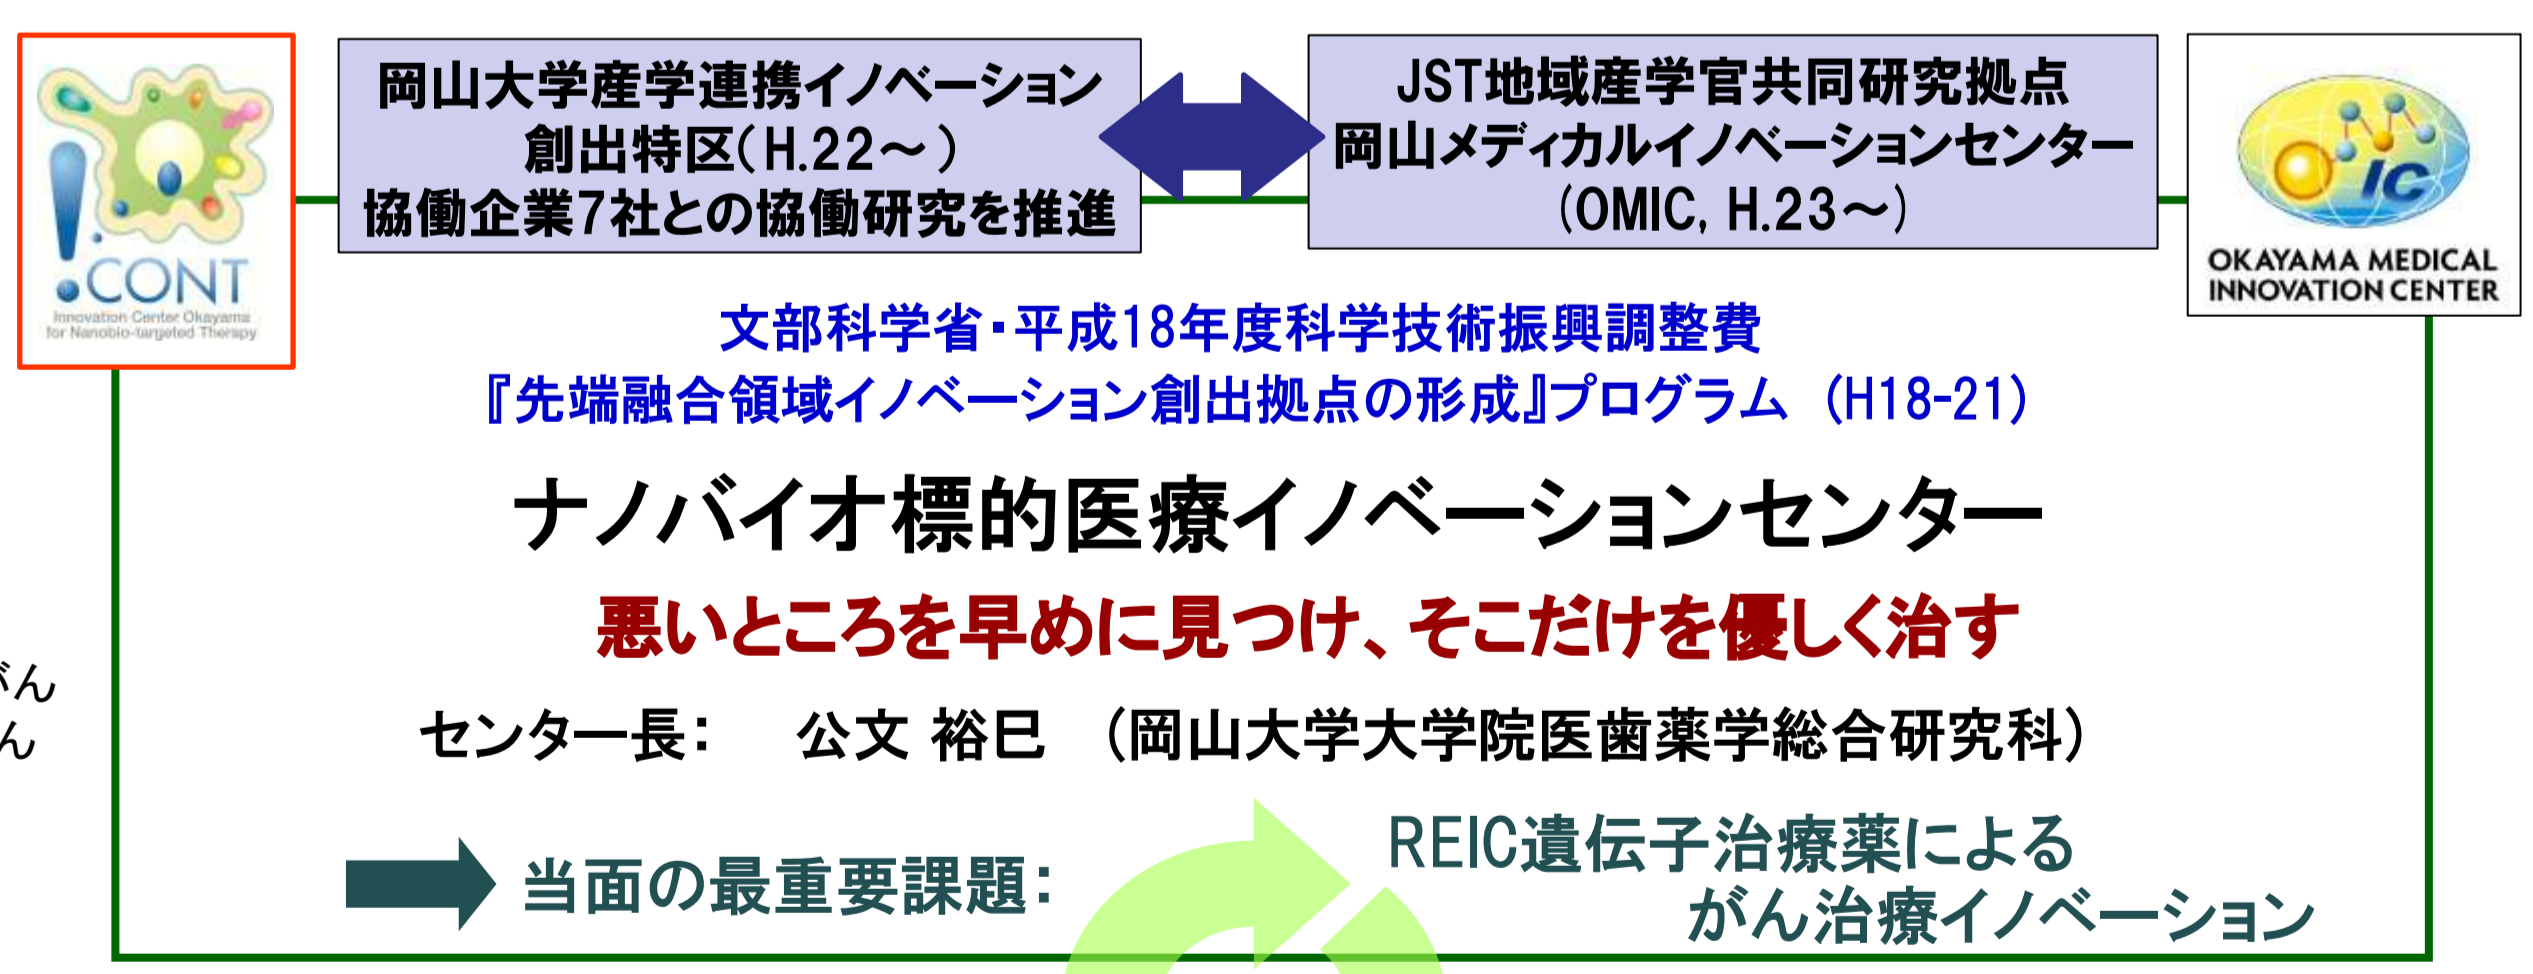 岡山大学産学連携イノベーション
創出特区(H.22～)
協働企業7社との協働研究を推進
JST地域産学官共同研究拠点
岡山メディカルイノベーションセンター
(OMIC, H.23～)
!.CONT
Innovation Center Okayama
for Nanobio-targeted Therapy
OMIC
OKAYAMA MEDICAL
INNOVATION CENTER
文部科学省・平成18年度科学技術振興調整費
『先端融合領域イノベーション創出拠点の形成』プログラム (H18-21)
ナノバイオ標的医療イノベーションセンター
悪いところを早めに見つけ、そこだけを優しく治す
がん
ん
センター長： 公文 裕巳 (岡山大学大学院医歯薬学総合研究科)
当面の最重要課題：
REIC遺伝子治療薬による
がん治療イノベーション